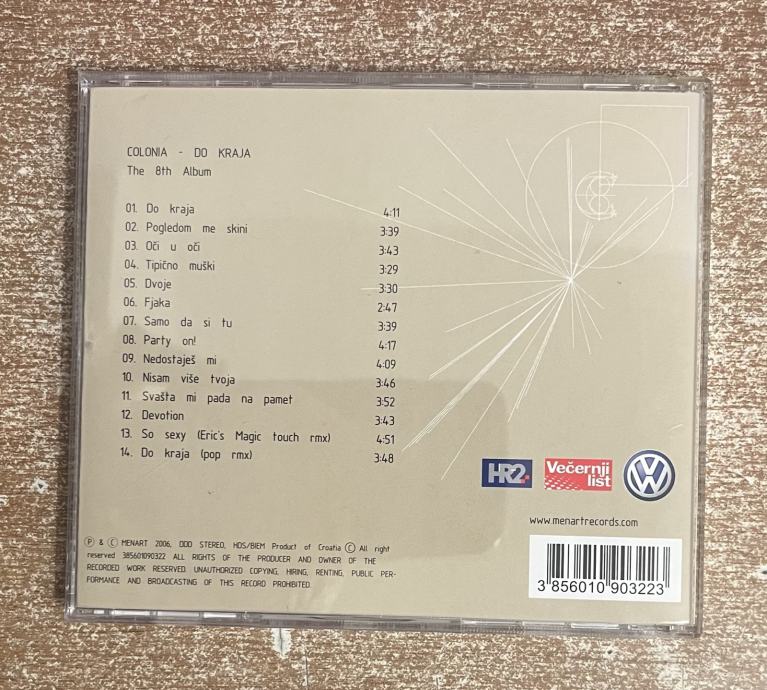 COLONIA - DO KRAJA
The 8th Album
01. Do kraja 4:11
02. Pogledom me skini 3:39
03. Oči u oči 3:43
04. Tipično muški 3:29
05. Dvoje 3:30
06. Fjaka 2:47
07. Samo da si tu 3:39
08. Party on! 4:17
09. Nedostaješ mi 4:09
10. Nisam više tvoja 3:46
11. Svašta mi pada na pamet 3:52
12. Devotion 3:43
13. So sexy (Eric's Magic touch rmx) 4:51
14. Do kraja (pop rmx) 3:48
HR2
Večernji
list
www.menartrecords.com
Ⓟ & Ⓒ MENART 2006, DDD STEREO, HDS/BIEM Product of Croatia Ⓒ All right
reserved 385601090322 ALL RIGHTS OF THE PRODUCER AND OWNER OF THE
RECORDED WORK RESERVED. UNAUTHORIZED COPYING, HIRING, RENTING, PUBLIC PER-
FORMANCE AND BROADCASTING OF THIS RECORD PROHIBITED.
3 856010 903223